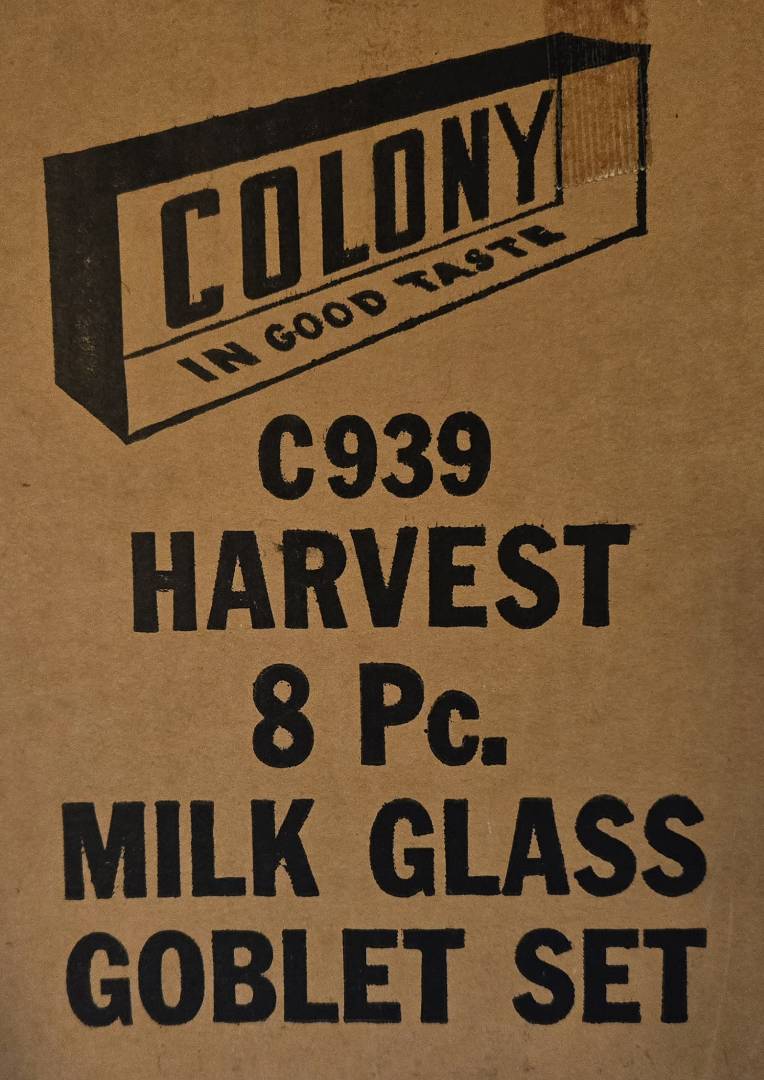 COLONY
IN GOOD TASTE
C939
HARVEST
8 Pc.
MILK GLASS
GOBLET SET